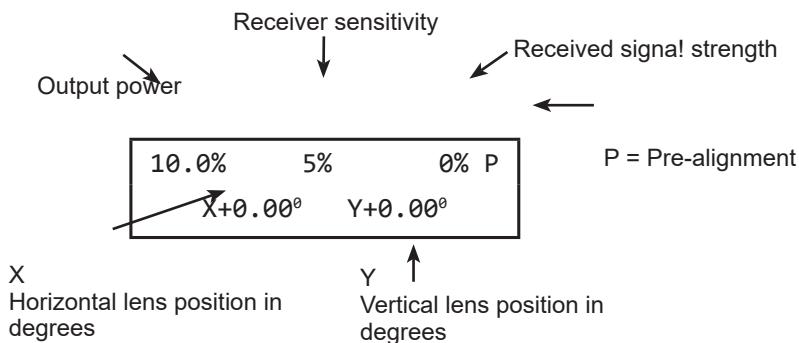 Receiver sensitivity
Received signa! strength
Output power
P = Pre-alignment
10.0% 5% 0% P
X+0.00⁰ Y+0.00⁰
X
Horizontal lens position in
degrees
Y
Vertical lens position in
degrees